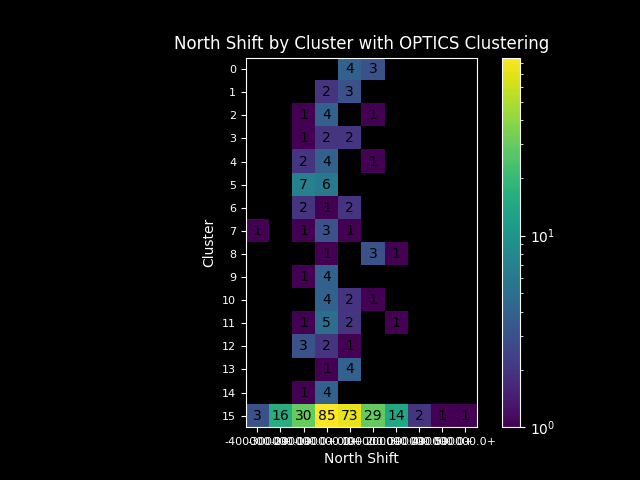 North Shift by Cluster with OPTICS Clustering
0 4 3
1 2 3
2 1 4 1
3 1 2 2
4 2 4 1
5 7 6
6 2 1 2
7 1 1 3 1
8 1 3 1
9 1 4
10 4 2 1
11 1 5 2 1
12 3 2 1
13 1 4
14 1 4
15 3 16 30 85 73 29 14 2 1 1
Cluster
North Shift
10¹
10⁰